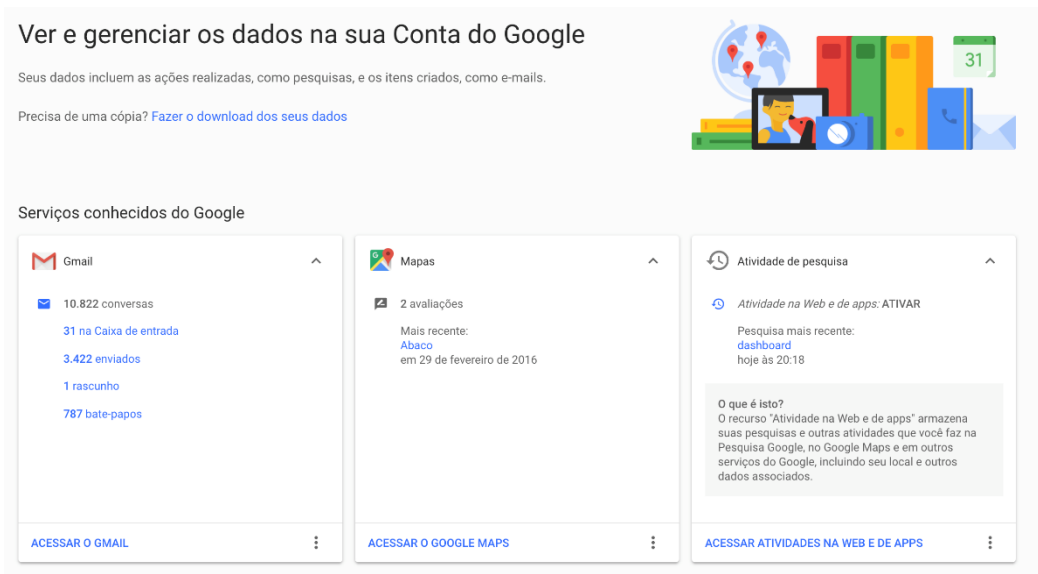 Ver e gerenciar os dados na sua Conta do Google
Seus dados incluem as ações realizadas, como pesquisas, e os itens criados, como e-mails.
Precisa de uma cópia? Fazer o download dos seus dados
31
Serviços conhecidos do Google
Gmail
10.822 conversas
31 na Caixa de entrada
3.422 enviados
1 rascunho
787 bate-papos
ACESSAR O GMAIL
Mapas
2 avaliações
Mais recente:
Abaco
em 29 de fevereiro de 2016
ACESSAR O GOOGLE MAPS
Atividade de pesquisa
Atividade na Web e de apps: ATIVAR
Pesquisa mais recente:
dashboard
hoje às 20:18
O que é isto?
O recurso "Atividade na Web e de apps" armazena
suas pesquisas e outras atividades que você faz na
Pesquisa Google, no Google Maps e em outros
serviços do Google, incluindo seu local e outros
dados associados.
ACESSAR ATIVIDADES NA WEB E DE APPS